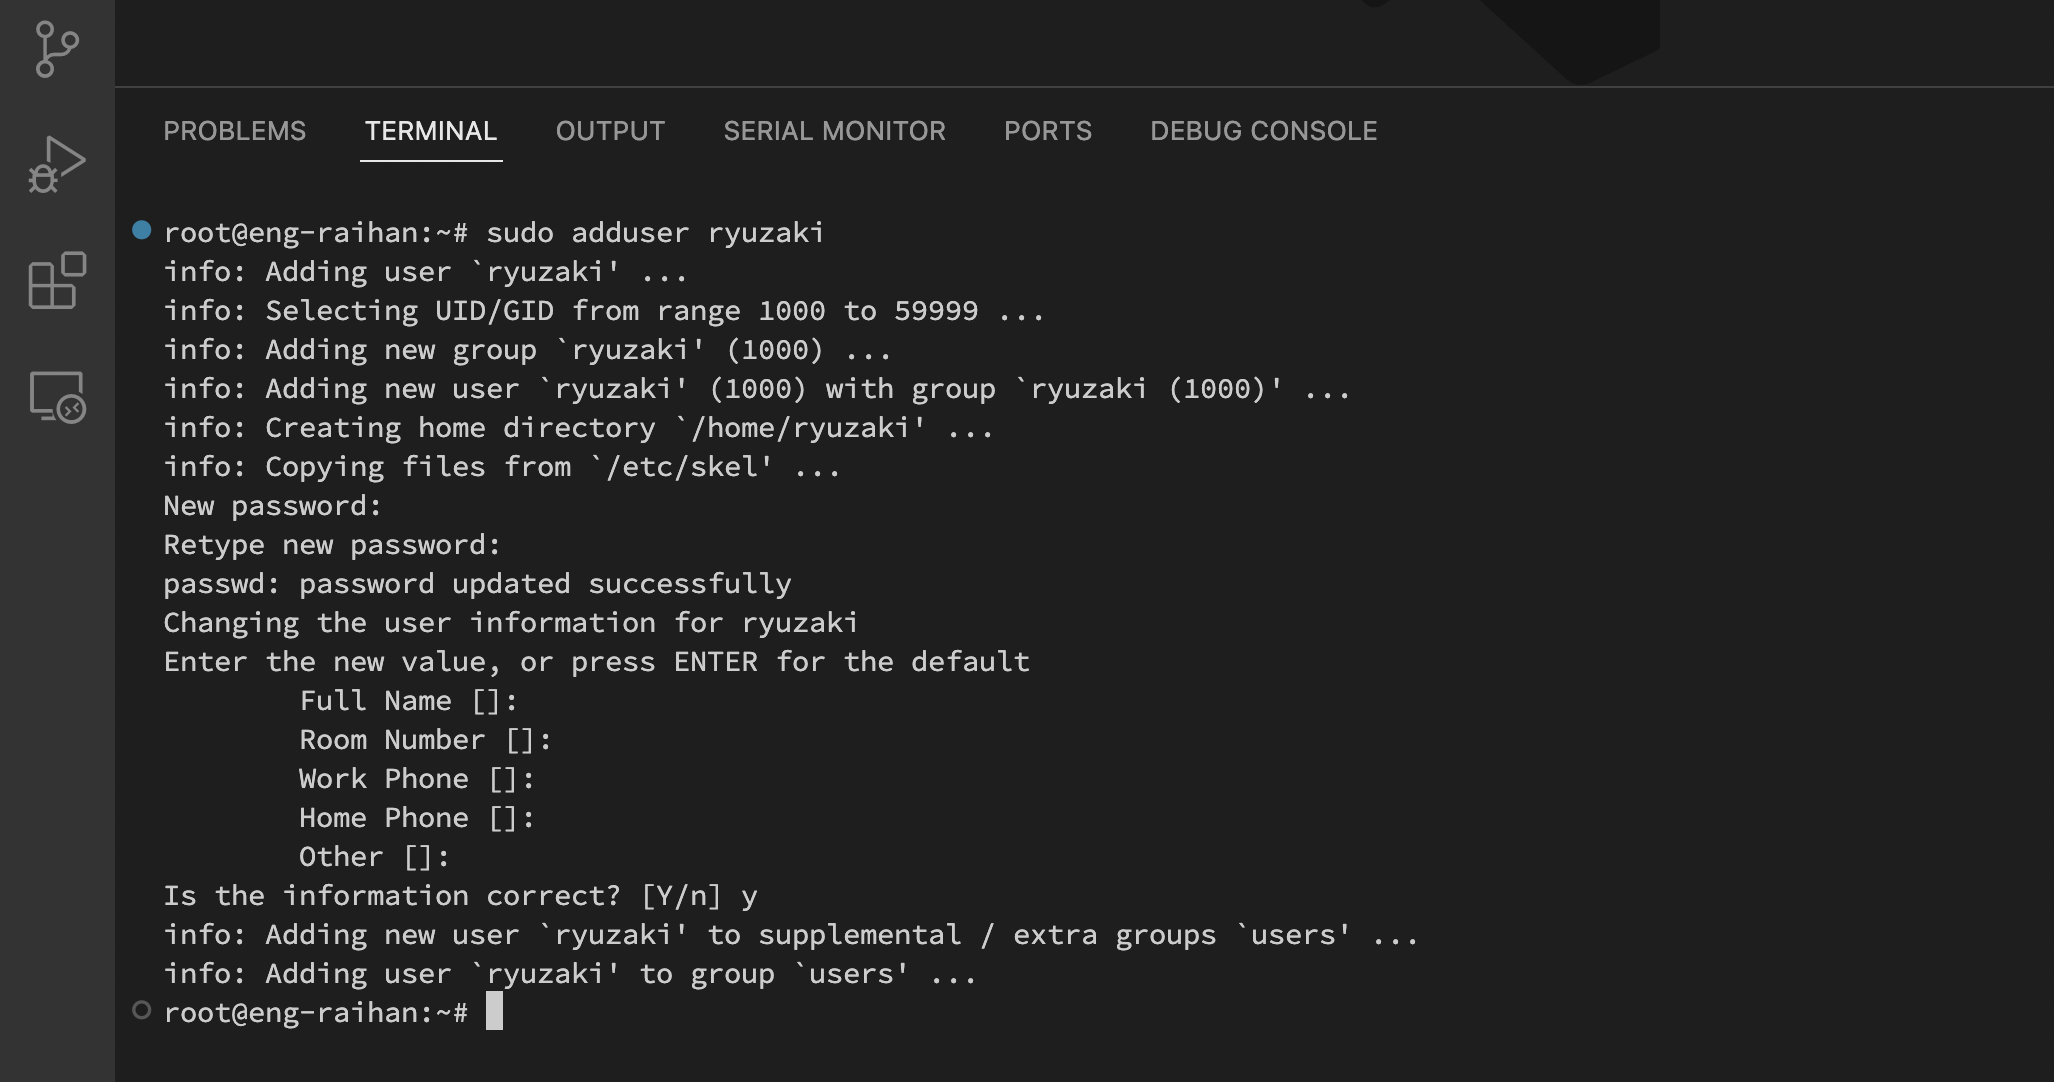 PROBLEMS TERMINAL OUTPUT SERIAL MONITOR PORTS DEBUG CONSOLE
root@eng-raihan:~# sudo adduser ryuzaki
info: Adding user `ryuzaki' ...
info: Selecting UID/GID from range 1000 to 59999 ...
info: Adding new group `ryuzaki' (1000) ...
info: Adding new user `ryuzaki' (1000) with group `ryuzaki (1000)' ...
info: Creating home directory `/home/ryuzaki' ...
info: Copying files from `/etc/skel' ...
New password:
Retype new password:
passwd: password updated successfully
Changing the user information for ryuzaki
Enter the new value, or press ENTER for the default
Full Name []:
Room Number []:
Work Phone []:
Home Phone []:
Other []:
Is the information correct? [Y/n] y
info: Adding new user `ryuzaki' to supplemental / extra groups `users' ...
info: Adding user `ryuzaki' to group `users' ...
root@eng-raihan:~#